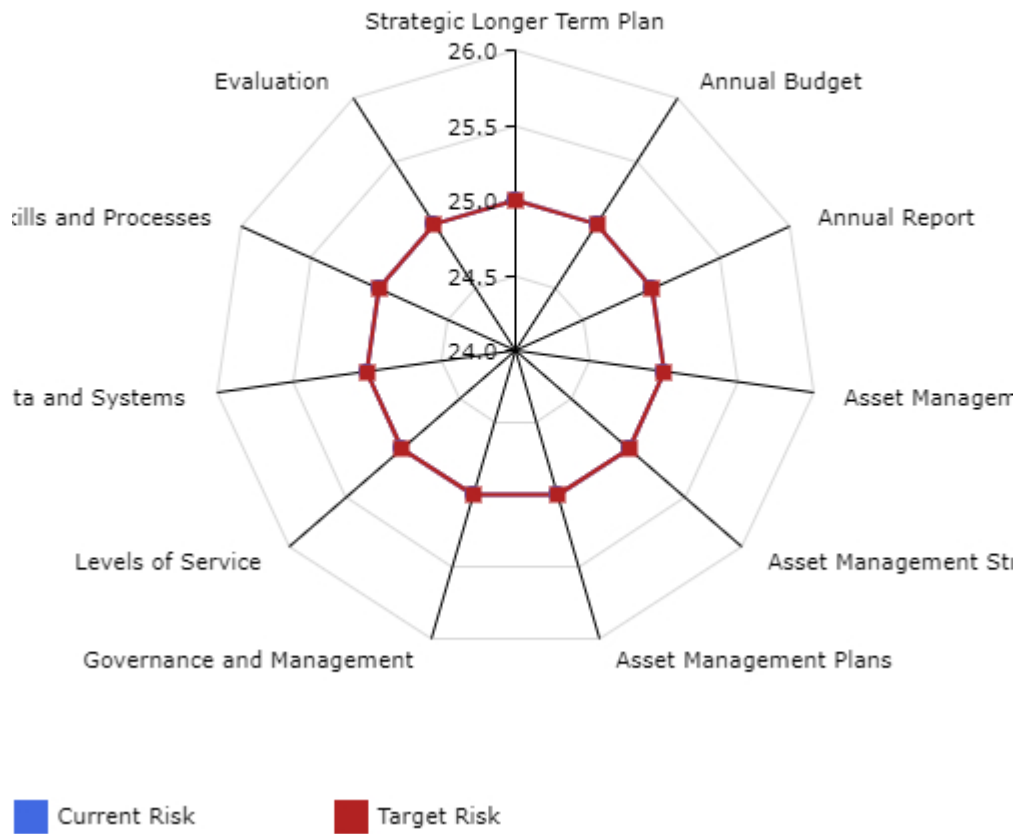 Strategic Longer Term Plan
26.0
Evaluation
Annual Budget
25.5
25.0
kills and Processes
Annual Report
24.5
24.0
ta and Systems
Asset Managem
Levels of Service
Asset Management Str
Governance and Management
Asset Management Plans
Current Risk
Target Risk